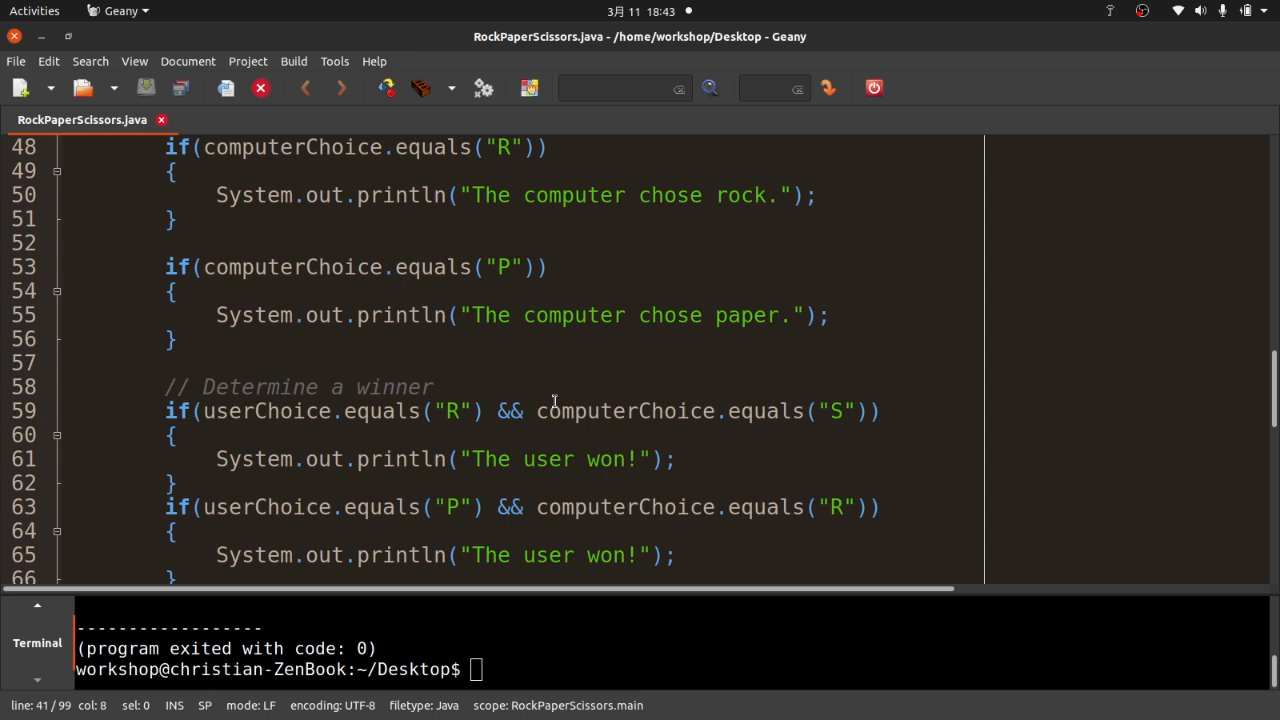 Activities Geany 3月 11 18:43
RockPaperScissors.java - /home/workshop/Desktop - Geany
File Edit Search View Document Project Build Tools Help
RockPaperScissors.java
48 if(computerChoice.equals("R"))
49 {
50 System.out.println("The computer chose rock.");
51 }
52
53 if(computerChoice.equals("P"))
54 {
55 System.out.println("The computer chose paper.");
56 }
57
58 // Determine a winner
59 if(userChoice.equals("R") && computerChoice.equals("S"))
60 {
61 System.out.println("The user won!");
62 }
63 if(userChoice.equals("P") && computerChoice.equals("R"))
64 {
65 System.out.println("The user won!");
66 }
------------------
Terminal
(program exited with code: 0)
workshop@christian-ZenBook:~/Desktop$
line: 41/99 col: 8 sel: 0 INS SP mode: LF encoding: UTF-8 filetype: Java scope: RockPaperScissors.main